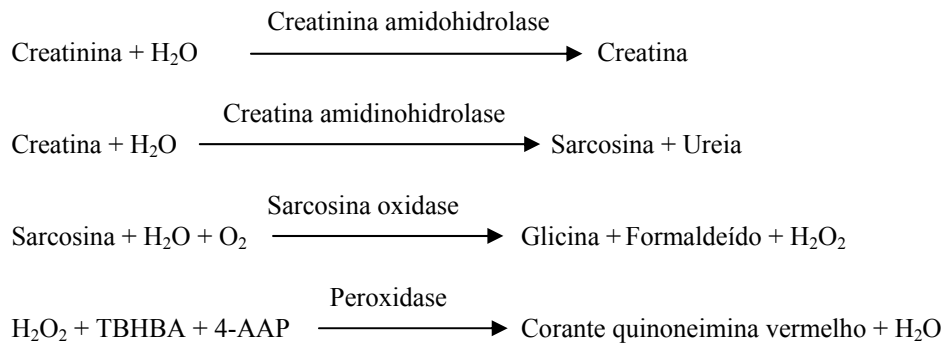 Creatinina amidohidrolase
Creatinina + H₂O Creatina
Creatina amidinohidrolase
Creatina + H₂O Sarcosina + Ureia
Sarcosina oxidase
Sarcosina + H₂O + O₂ Glicina + Formaldeído + H₂O₂
Peroxidase
H₂O₂ + TBHBA + 4-AAP Corante quinoneimina vermelho + H₂O